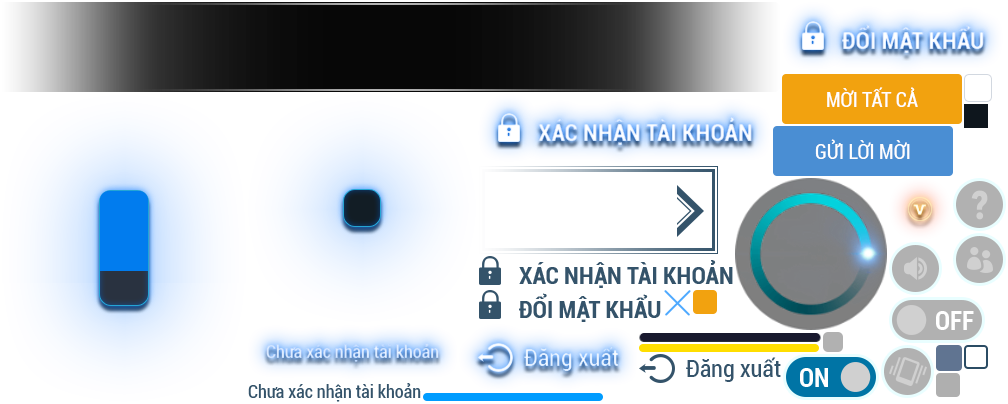 ĐỔI MẬT KHẨU
MỜI TẤT CẢ
XÁC NHẬN TÀI KHOẢN
GỬI LỜI MỜI
V
?
XÁC NHẬN TÀI KHOẢN
ĐỔI MẬT KHẨU
OFF
Chưa xác nhận tài khoản
Đăng xuất
Đăng xuất
ON
Chưa xác nhận tài khoản